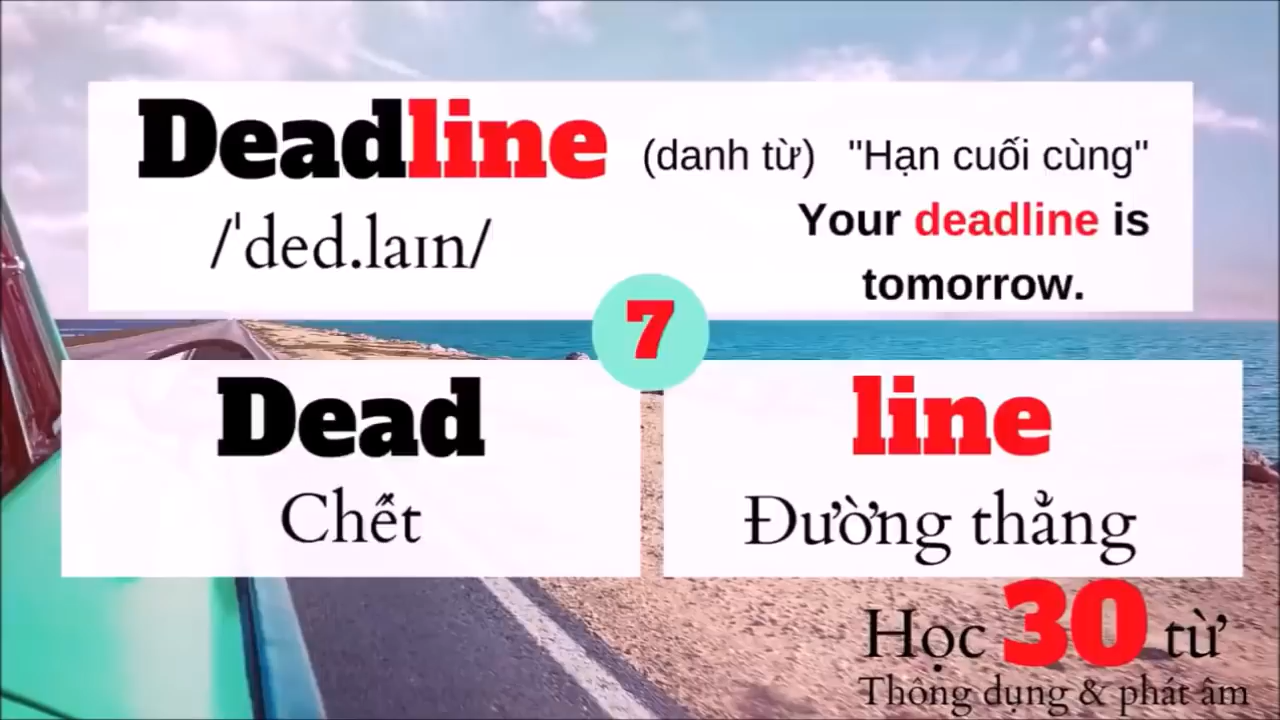 Deadline (danh từ) "Hạn cuối cùng"
/ˈded.laɪn/
Your deadline is
tomorrow.
7
Dead
Chết
line
Đường thẳng
Học 30 từ
Thông dụng & phát âm